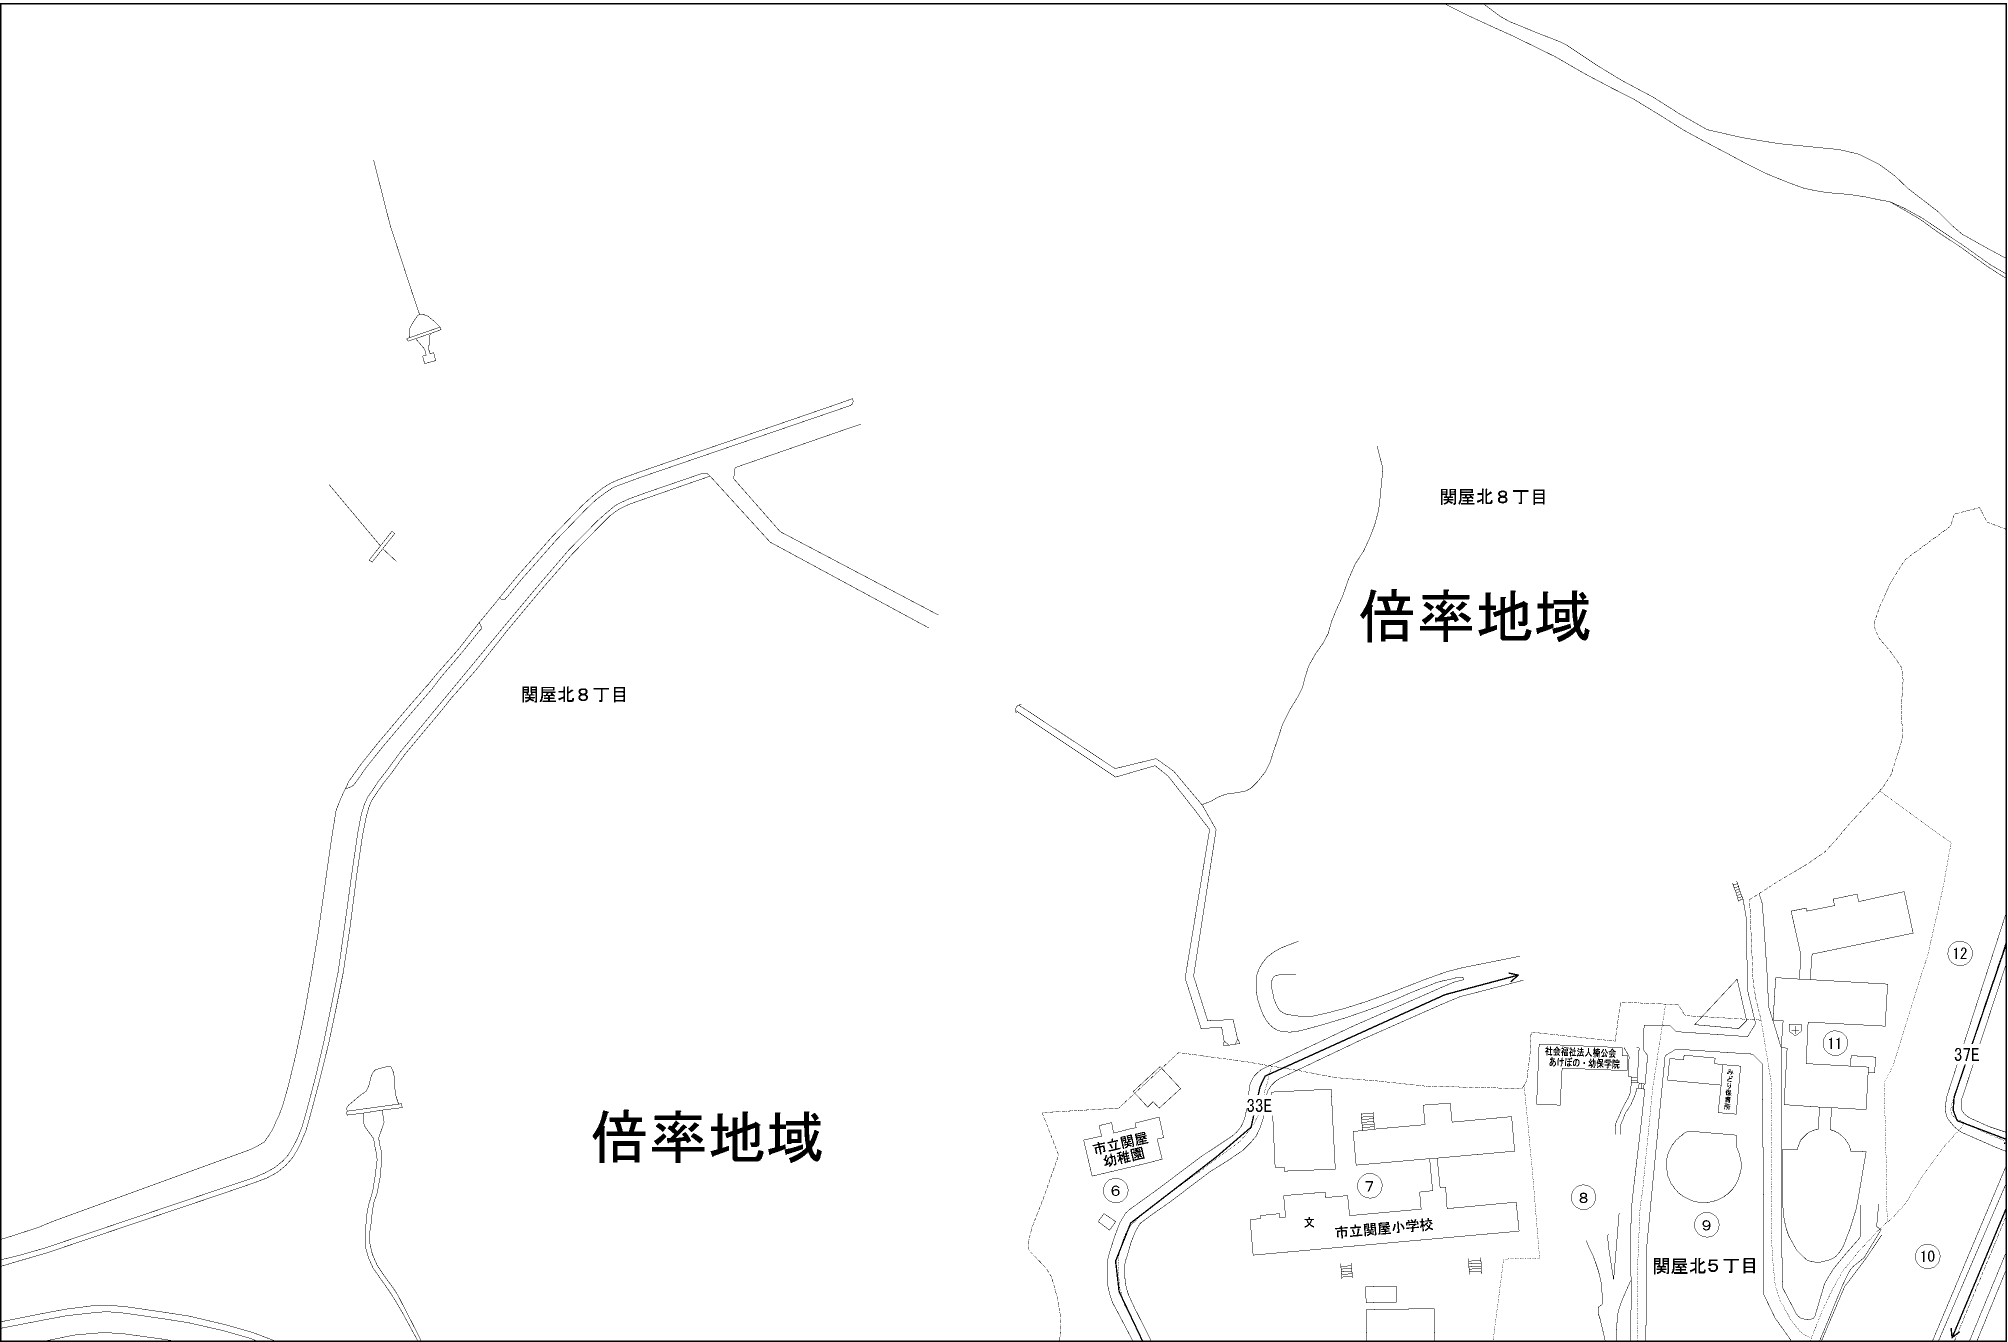 関屋北８丁目
倍率地域
関屋北８丁目
倍率地域
12
社会福祉法人
あけぼの・幼保学院
みどり保育所
11
37E
33E
市立関屋
幼稚園
6
7
8
9
文
市立関屋小学校
関屋北５丁目
10